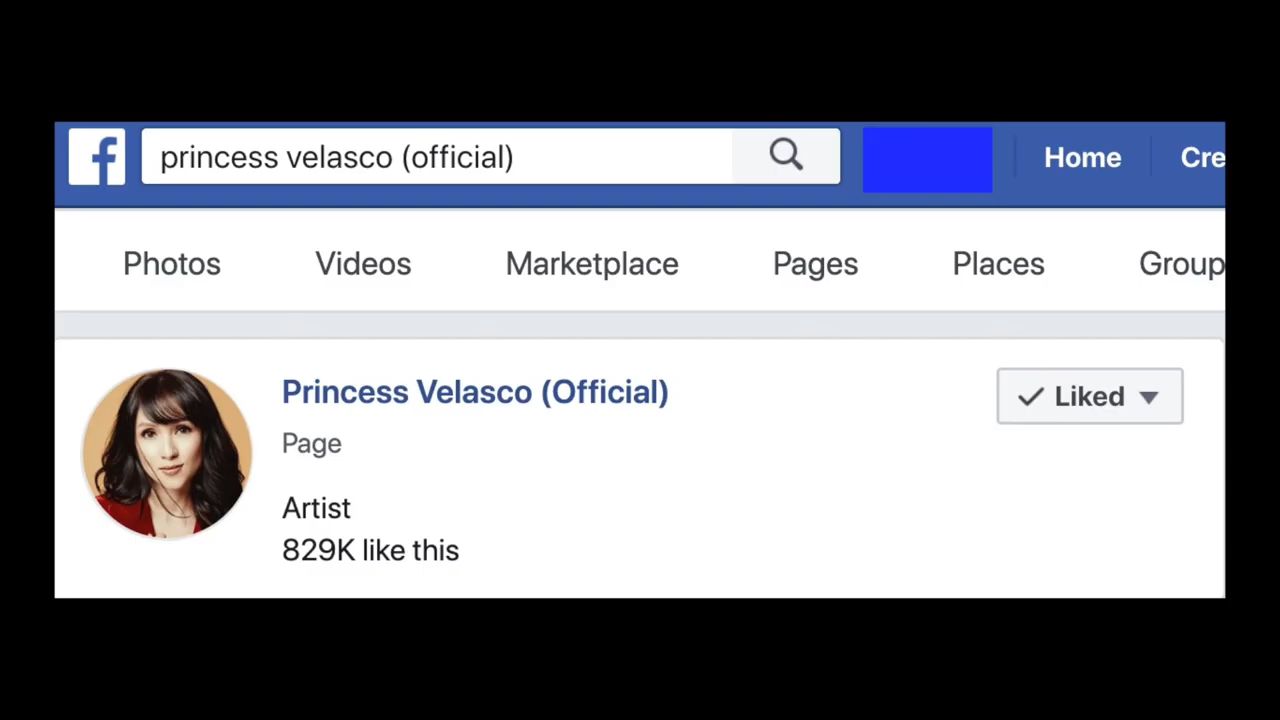 f princess velasco (official) Home Cre
Photos Videos Marketplace Pages Places Group
Princess Velasco (Official) Liked
Page
Artist
829K like this